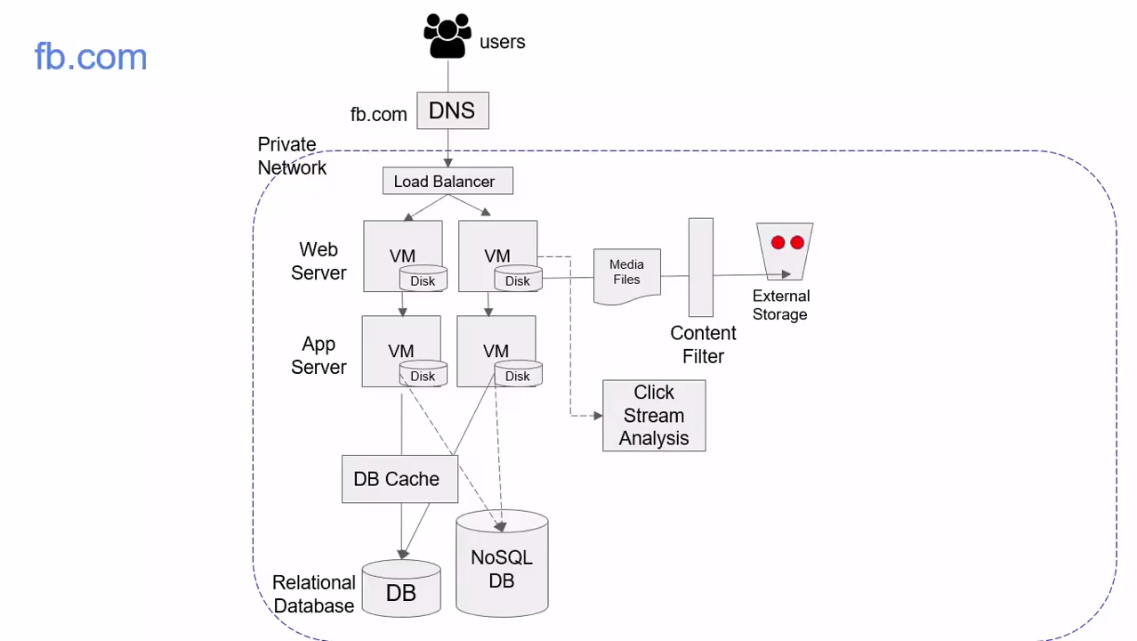 users
fb.com
fb.com
DNS
Private
Network
Load Balancer
Web
Server
VM
Disk
VM
Disk
Media
Files
External
Storage
Content
Filter
App
Server
VM
Disk
VM
Disk
Click
Stream
Analysis
DB Cache
NoSQL
DB
Relational
Database
DB